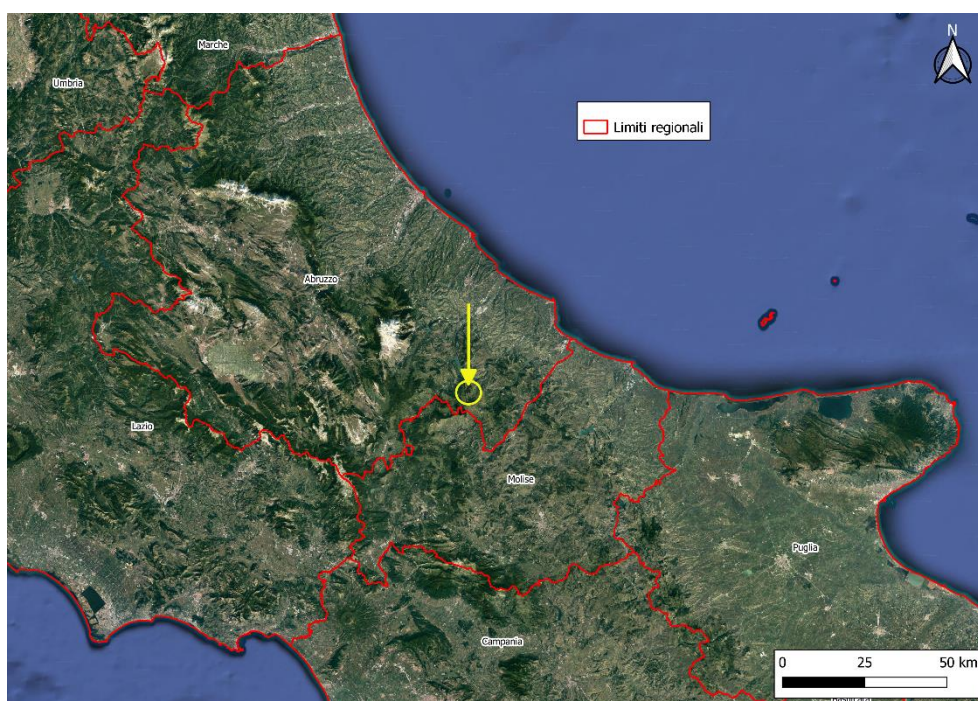 Marche
N
Umbria
Limiti regionali
Abruzzo
Lazio
Molise
Puglia
Campania
0 25 50 km